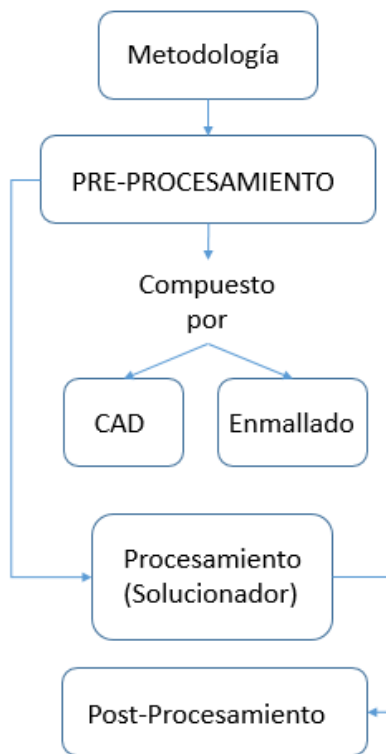 Metodología
PRE-PROCESAMIENTO
Compuesto
por
CAD
Enmallado
Procesamiento
(Solucionador)
Post-Procesamiento